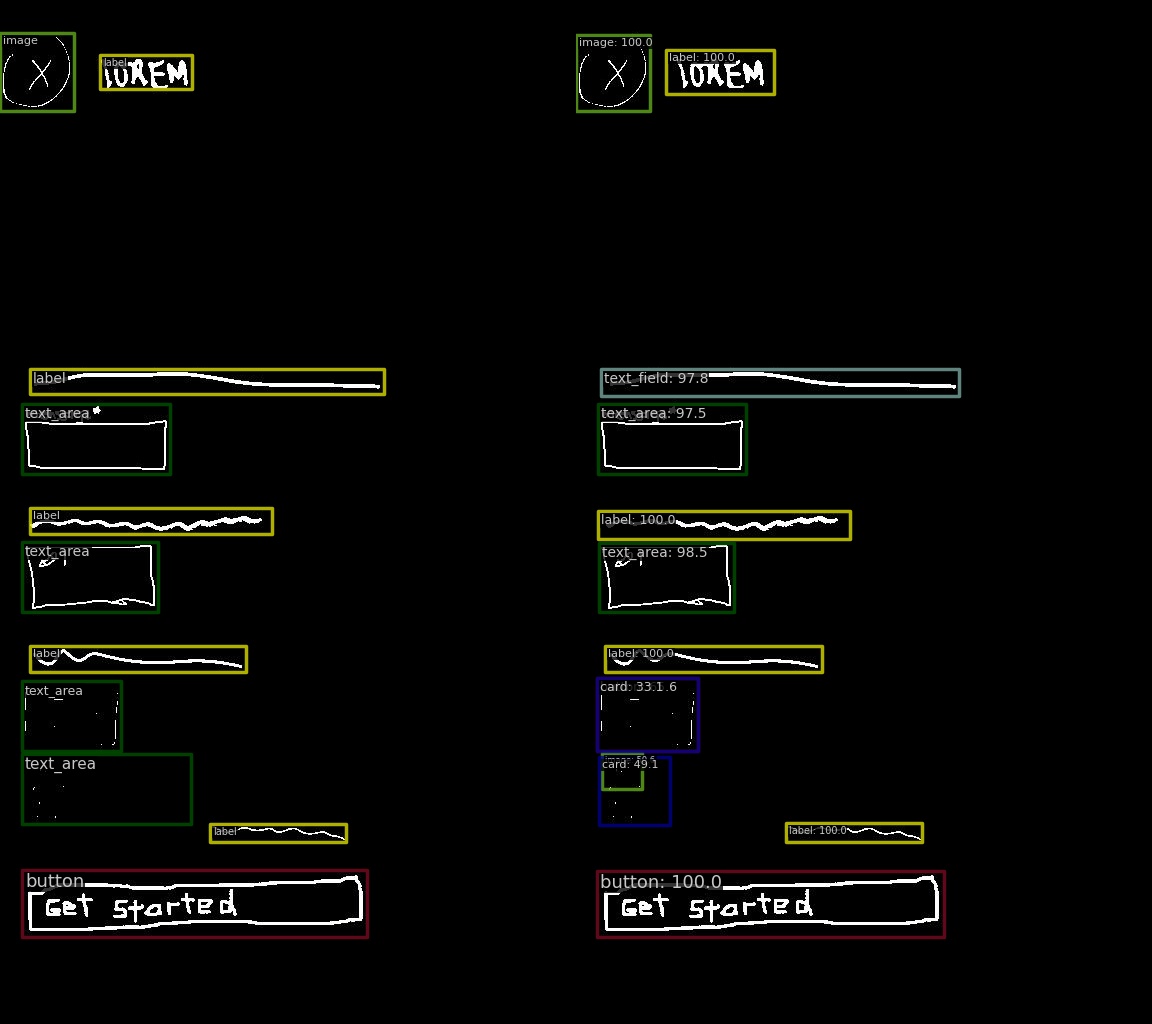 image
image: 100.0
label
label: 100.0
lOREM
lOREM
label
text_field: 97.8
text_area
text_area: 97.5
label
label: 100.0
text_area
text_area: 98.5
label
label: 100.0
text_area
card: 33.1.6
text_area
card: 49.1
label
label: 100.0
button
button: 100.0
Get Started
Get Started